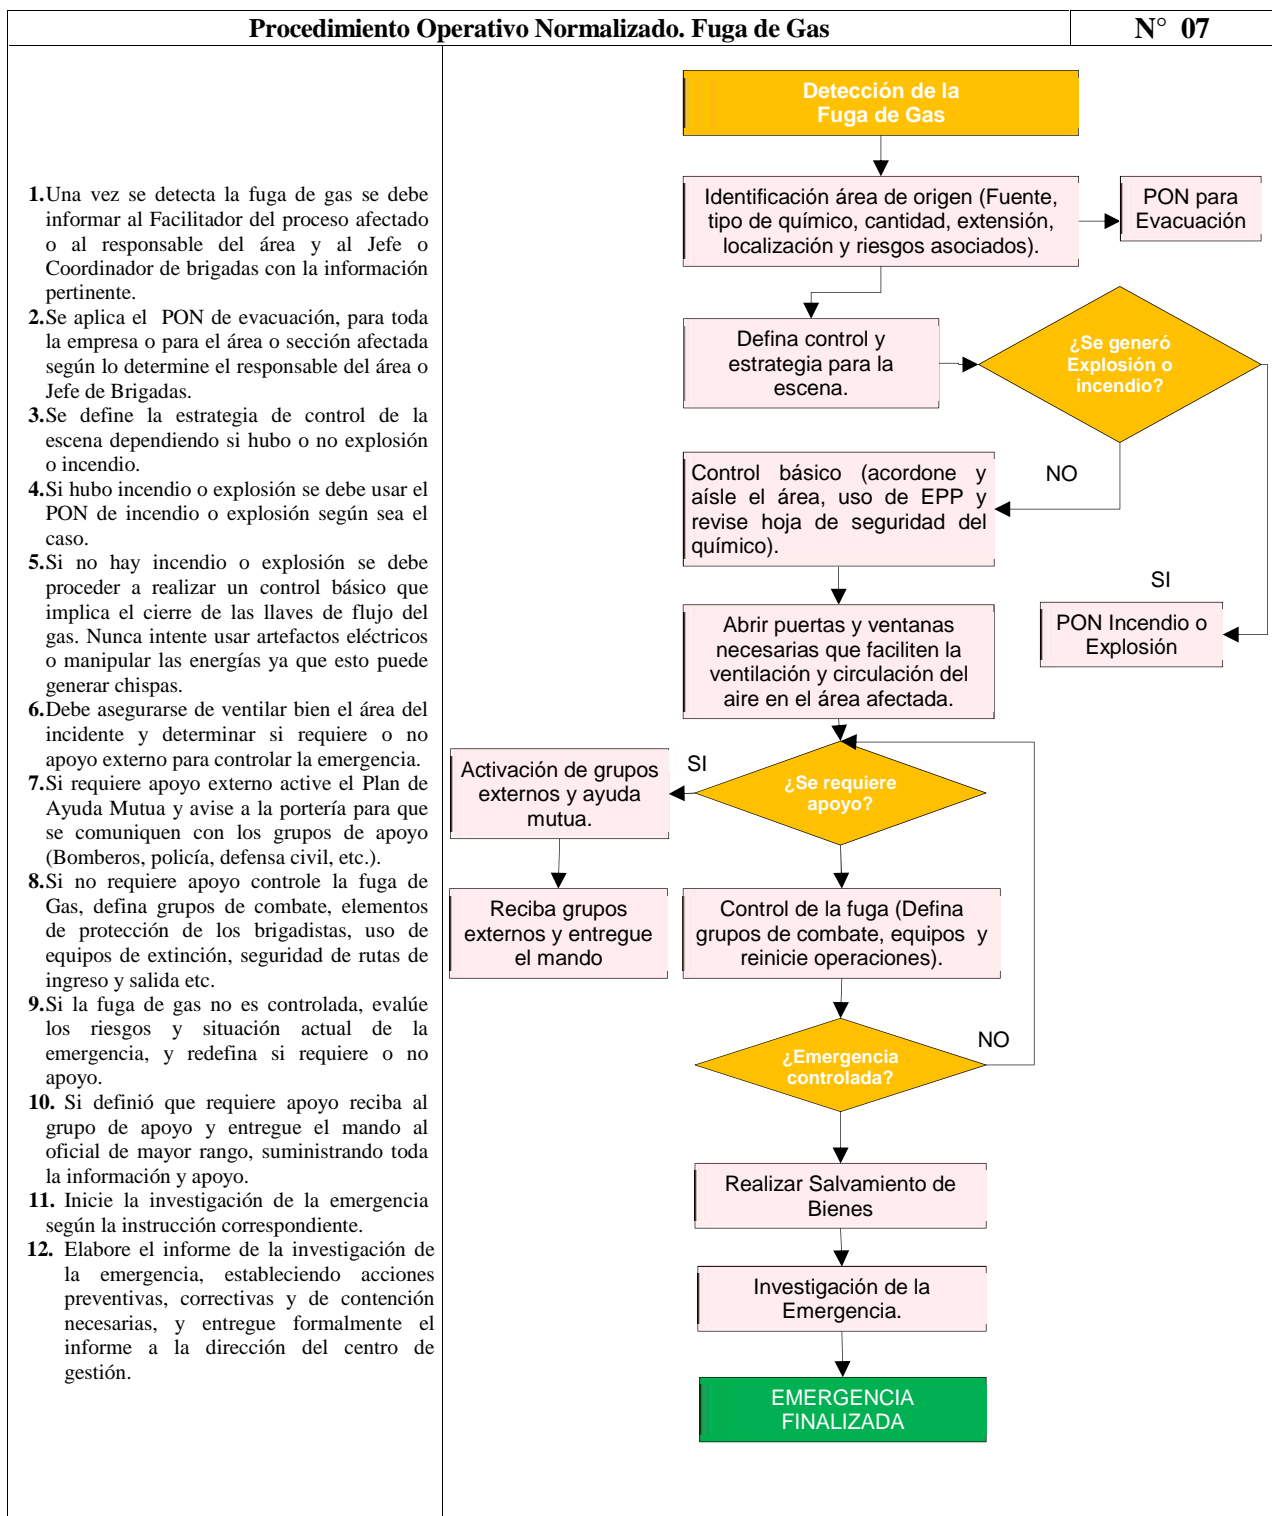 Procedimiento Operativo Normalizado. Fuga de Gas
N° 07
1.Una vez se detecta la fuga de gas se debe
informar al Facilitador del proceso afectado
o al responsable del área y al Jefe o
Coordinador de brigadas con la información
pertinente.
2.Se aplica el PON de evacuación, para toda
la empresa o para el área o sección afectada
según lo determine el responsable del área o
Jefe de Brigadas.
3.Se define la estrategia de control de la
escena dependiendo si hubo o no explosión
o incendio.
4.Si hubo incendio o explosión se debe usar el
PON de incendio o explosión según sea el
caso.
5.Si no hay incendio o explosión se debe
proceder a realizar un control básico que
implica el cierre de las llaves de flujo del
gas. Nunca intente usar artefactos eléctricos
o manipular las energías ya que esto puede
generar chispas.
6.Debe asegurarse de ventilar bien el área del
incidente y determinar si requiere o no
apoyo externo para controlar la emergencia.
7.Si requiere apoyo externo active el Plan de
Ayuda Mutua y avise a la portería para que
se comuniquen con los grupos de apoyo
(Bomberos, policía, defensa civil, etc.).
8.Si no requiere apoyo controle la fuga de
Gas, defina grupos de combate, elementos
de protección de los brigadistas, uso de
equipos de extinción, seguridad de rutas de
ingreso y salida etc.
9.Si la fuga de gas no es controlada, evalúe
los riesgos y situación actual de la
emergencia, y redefina si requiere o no
apoyo.
10. Si definió que requiere apoyo reciba al
grupo de apoyo y entregue el mando al
oficial de mayor rango, suministrando toda
la información y apoyo.
11. Inicie la investigación de la emergencia
según la instrucción correspondiente.
12. Elabore el informe de la investigación de
la emergencia, estableciendo acciones
preventivas, correctivas y de contención
necesarias, y entregue formalmente el
informe a la dirección del centro de
gestión.
Detección de la
Fuga de Gas
Identificación área de origen (Fuente,
tipo de químico, cantidad, extensión,
localización y riesgos asociados).
PON para
Evacuación
Defina control y
estrategia para la
escena.
¿Se generó
Explosión o
incendio?
NO
Control básico (acordone y
aísle el área, uso de EPP y
revise hoja de seguridad del
químico).
SI
PON Incendio o
Explosión
Abrir puertas y ventanas
necesarias que faciliten la
ventilación y circulación del
aire en el área afectada.
¿Se requiere
apoyo?
SI
Activación de grupos
externos y ayuda
mutua.
Reciba grupos
externos y entregue
el mando
Control de la fuga (Defina
grupos de combate, equipos y
reinicie operaciones).
¿Emergencia
controlada?
NO
Realizar Salvamiento de
Bienes
Investigación de la
Emergencia.
EMERGENCIA
FINALIZADA